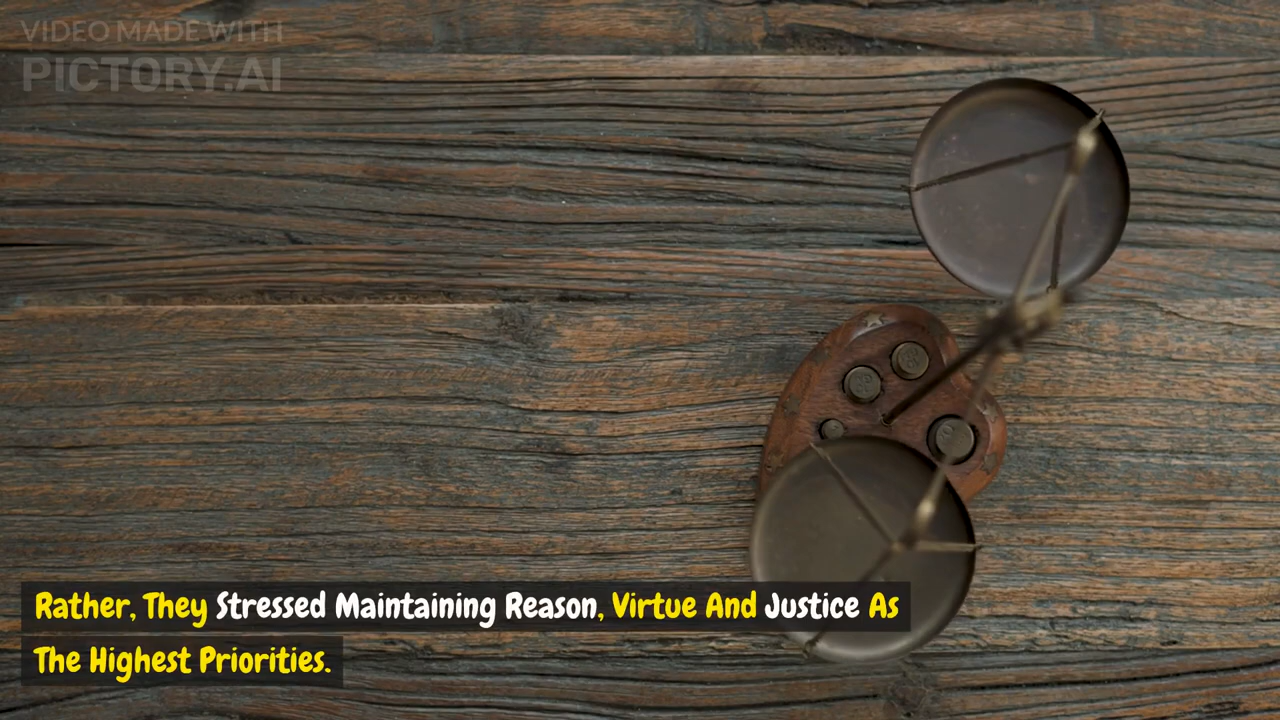 VIDEO MADE WITH
PICTORY.AI
Rather, They Stressed Maintaining Reason, Virtue And Justice As
The Highest Priorities.